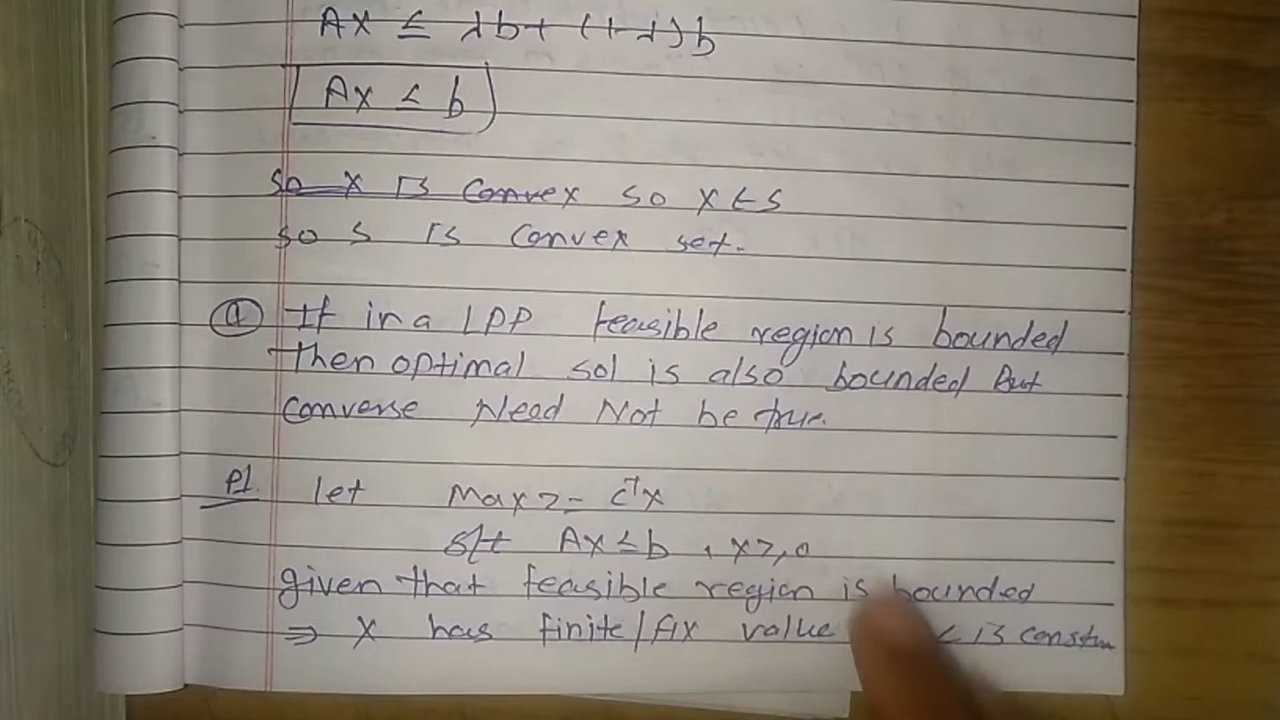 AX ≤ λb + (1-λ)b
AX ≤ b
so X is convex so X ∈ S
so S is convex set.
Q If in a LPP feasible region is bounded
then optimal sol is also bounded But
converse Need Not be true.
Pf. let Max z = cᵀx
s/t Ax ≤ b , x ≥, 0
given that feasible region is bounded
⇒ X has finite/fix value